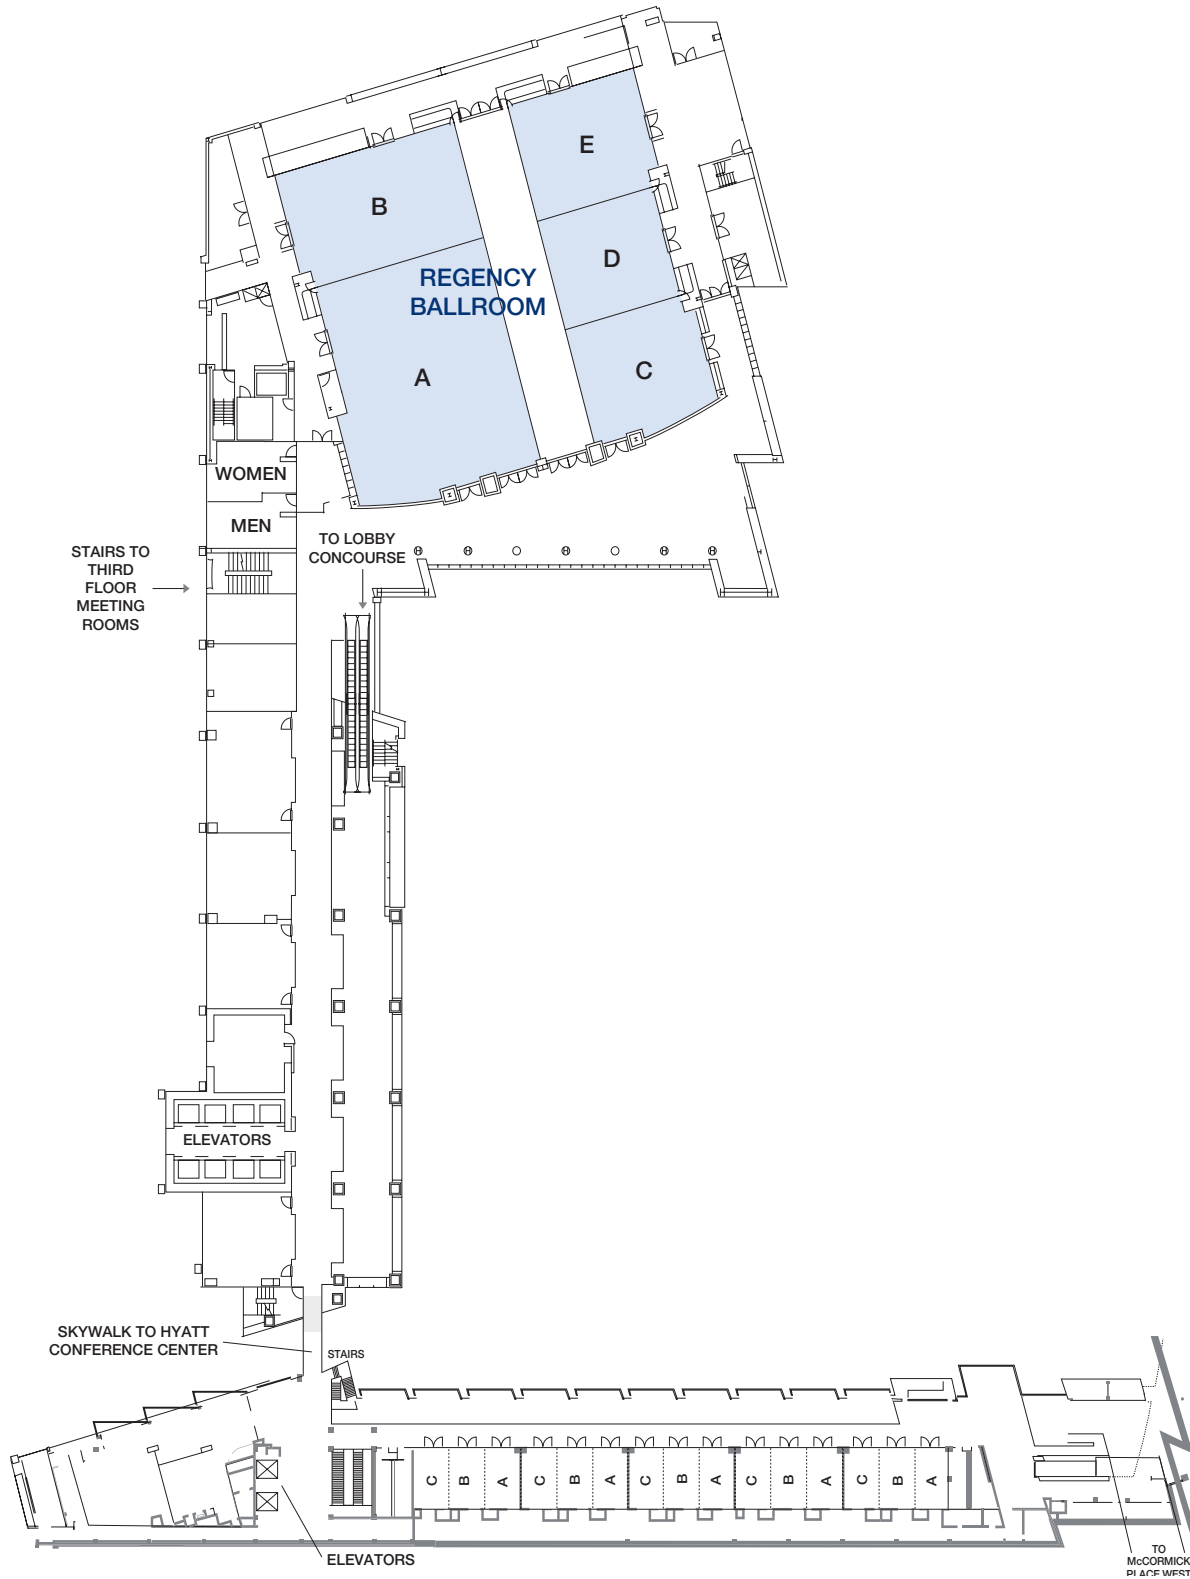 E
B
D
REGENCY
BALLROOM
C
A
WOMEN
MEN
TO LOBBY
CONCOURSE
STAIRS TO
THIRD
FLOOR
MEETING
ROOMS
ELEVATORS
SKYWALK TO HYATT
CONFERENCE CENTER
STAIRS
C B A C B A C B A C B A C B A
ELEVATORS
TO
McCORMICK
PLACE WEST